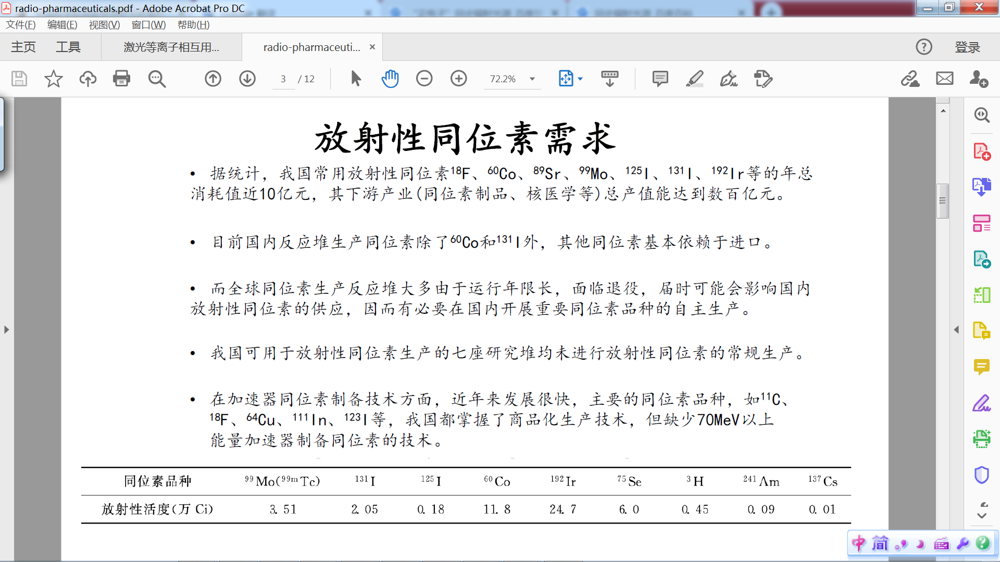 radio-pharmaceuticals.pdf - Adobe Acrobat Pro DC
文件(F) 编辑(E) 视图(V) 窗口(W) 帮助(H)
主页 工具 激光等离子相互用... radio-pharmaceuti... × 登录
3 / 12 72.2%
放射性同位素需求
• 据统计，我国常用放射性同位素¹⁸F、⁶⁰Co、⁸⁹Sr、⁹⁹Mo、¹²⁵I、¹³¹I、¹⁹²Ir等的年总
消耗值近10亿元，其下游产业(同位素制品、核医学等)总产值能达到数百亿元。
• 目前国内反应堆生产同位素除了⁶⁰Co和¹³¹I外，其他同位素基本依赖于进口。
• 而全球同位素生产反应堆大多由于运行年限长，面临退役，届时可能会影响国内
放射性同位素的供应，因而有必要在国内开展重要同位素品种的自主生产。
• 我国可用于放射性同位素生产的七座研究堆均未进行放射性同位素的常规生产。
• 在加速器同位素制备技术方面，近年来发展很快，主要的同位素品种，如¹¹C、
¹⁸F、⁶⁴Cu、¹¹¹In、¹²³I等，我国都掌握了商品化生产技术，但缺少70MeV以上
能量加速器制备同位素的技术。
同位素品种 ⁹⁹Mo(⁹⁹ᵐTc) ¹³¹I ¹²⁵I ⁶⁰Co ¹⁹²Ir ⁷⁵Se ³H ²⁴¹Am ¹³⁷Cs
放射性活度(万 Ci) 3.51 2.05 0.18 11.8 24.7 6.0 0.45 0.09 0.01
中 简